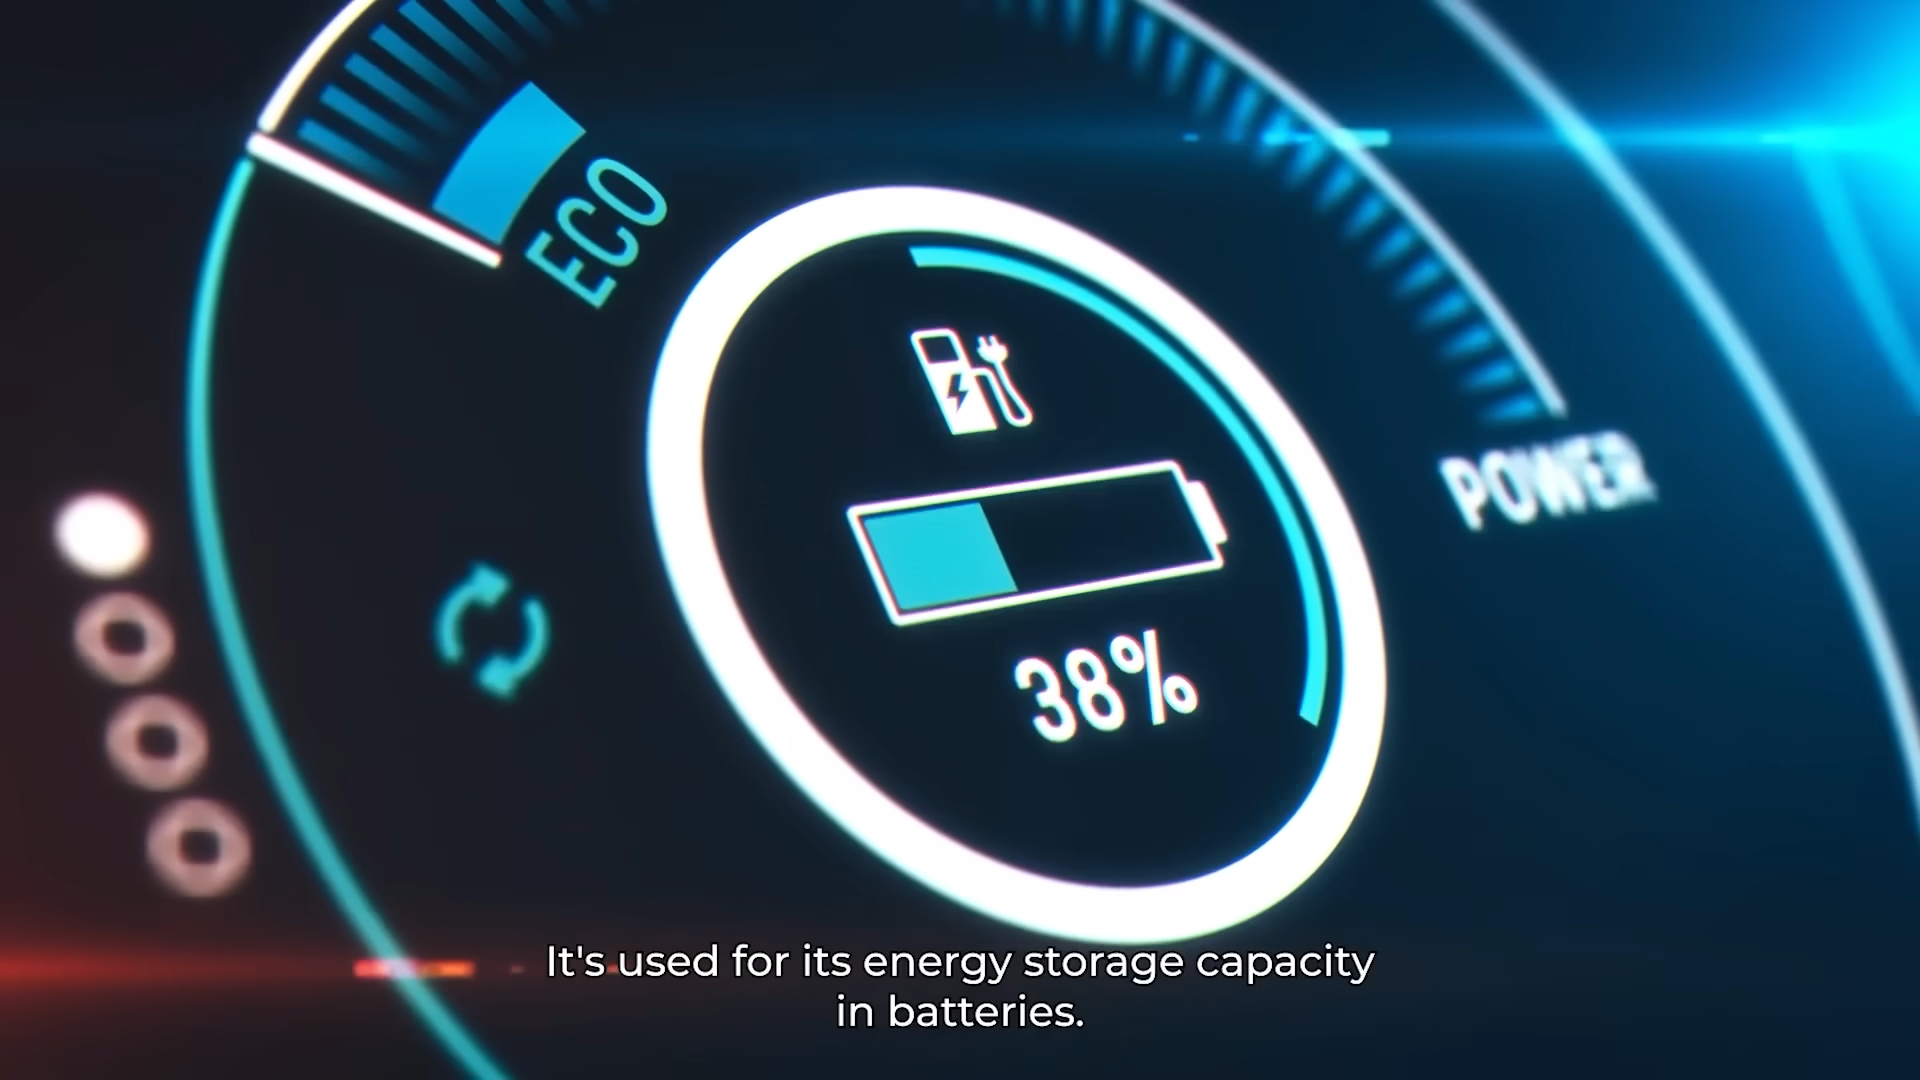 ECO
POWER
38%
It's used for its energy storage capacity
in batteries.